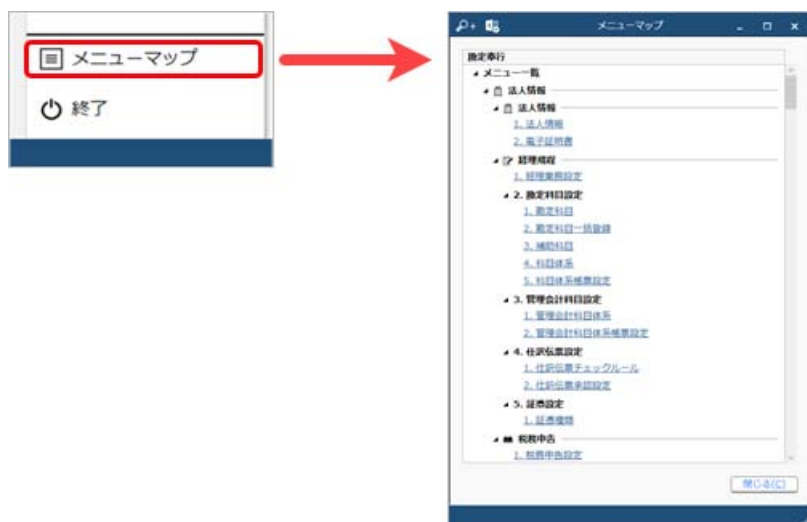 メニューマップ
終了
メニューマップ
勘定奉行
メニュー一覧
法人情報
法人情報
1. 法人情報
2. 電子証明書
経理規程
1. 経理業務設定
2. 勘定科目設定
1. 勘定科目
2. 勘定科目一括登録
3. 補助科目
4. 科目体系
5. 科目体系帳票設定
3. 管理会計科目設定
1. 管理会計科目体系
2. 管理会計科目体系帳票設定
4. 仕訳伝票設定
1. 仕訳伝票チェックルール
2. 仕訳伝票承認設定
5. 証憑設定
1. 証憑種類
税務申告
1. 税務申告設定
閉じる(C)